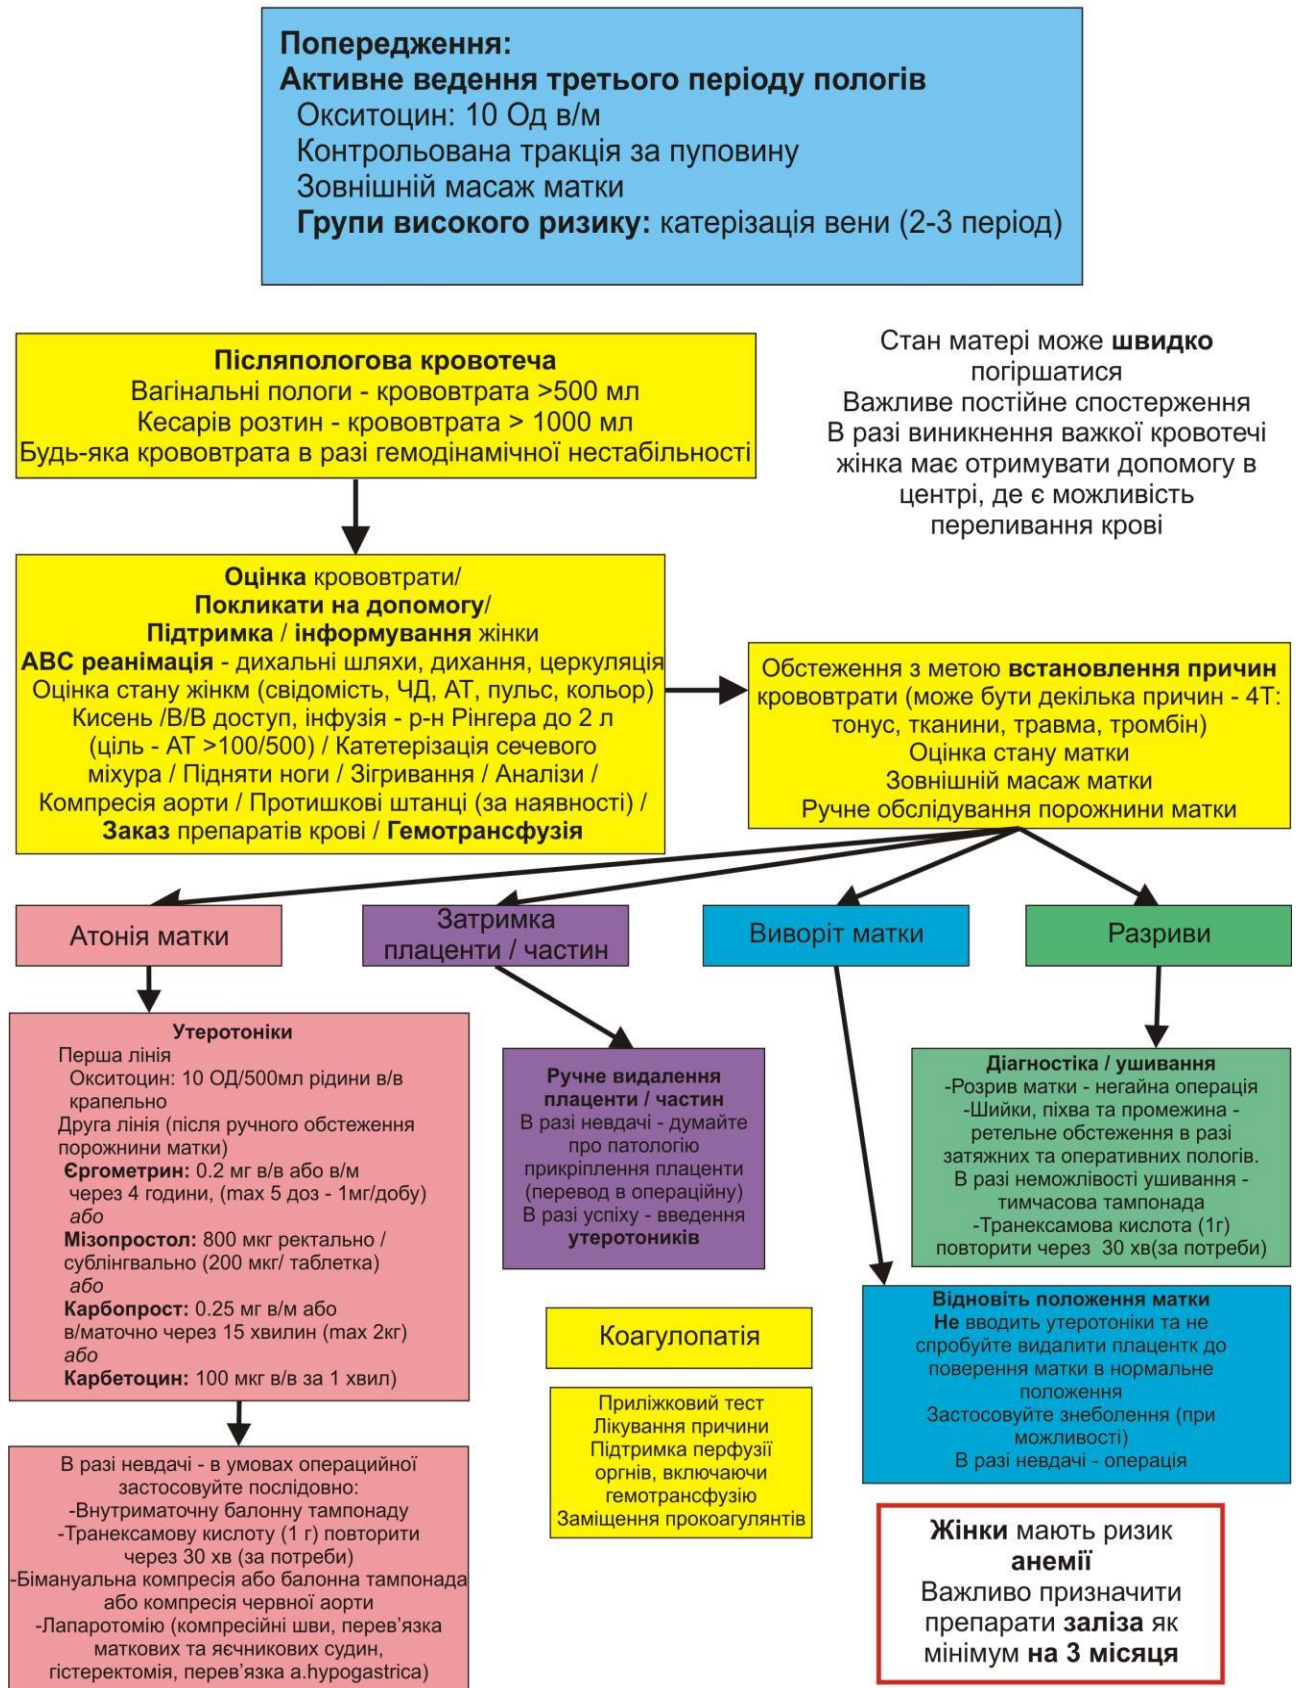 Попередження:
Активне ведення третього періоду пологів
Окситоцин: 10 Од в/м
Контрольована тракція за пуповину
Зовнішній масаж матки
Групи високого ризику: катерізація вени (2-3 період)
Післяпологова кровотеча
Вагінальні пологи - крововтрата >500 мл
Кесарів розтин - крововтрата > 1000 мл
Будь-яка крововтрата в разі гемодінамічної нестабільності
Стан матері може швидко
погіршатися
Важливе постійне спостерження
В разі виникнення важкої кровотечі
жінка має отримувати допомогу в
центрі, де є можливість
переливання крові
Оцінка крововтрати/
Покликати на допомогу/
Підтримка / інформування жінки
АВС реанімація - дихальні шляхи, дихання, церкуляція
Оцінка стану жінкм (свідомість, ЧД, АТ, пульс, кольор)
Кисень /В/В доступ, інфузія - р-н Рінгера до 2 л
(ціль - АТ >100/500) / Катетерізація сечевого
міхура / Підняти ноги / Зігривання / Аналізи /
Компресія аорти / Протишкові штанці (за наявності) /
Заказ препаратів крові / Гемотрансфузія
Обстеження з метою встановлення причин
крововтрати (може бути декілька причин - 4Т:
тонус, тканини, травма, тромбін)
Оцінка стану матки
Зовнішній масаж матки
Ручне обслідування порожнини матки
Атонія матки
Затримка
плаценти / частин
Виворіт матки
Разриви
Утеротоніки
Перша лінія
Окситоцин: 10 ОД/500мл рідини в/в
крапельно
Друга лінія (після ручного обстеження
порожнини матки)
Єргометрин: 0.2 мг в/в або в/м
через 4 години, (max 5 доз - 1мг/добу)
або
Мізопростол: 800 мкг ректально /
сублінгвально (200 мкг/ таблетка)
або
Карбопрост: 0.25 мг в/м або
в/маточно через 15 хвилин (max 2кг)
або
Карбетоцин: 100 мкг в/в за 1 хвил)
В разі невдачі - в умовах операційної
застосовуйте послідовно:
-Внутриматочну балонну тампонаду
-Транексамову кислоту (1 г) повторити
через 30 хв (за потреби)
-Бімануальна компресія або балонна тампонада
або компресія червної аорти
-Лапаротомію (компресійні шви, перев’язка
маткових та яєчникових судин,
гістеректомія, перев’язка a.hypogastrica)
Ручне видалення
плаценти / частин
В разі невдачі - думайте
про патологію
прикріплення плаценти
(перевод в операційну)
В разі успіху - введення
утеротоников
Коагулопатія
Приліжковий тест
Лікування причини
Підтримка перфузії
оргнів, включаючи
гемотрансфузію
Заміщення прокоагулянтів
Діагностіка / ушивання
-Розрив матки - негайна операція
-Шийки, піхва та промежина -
ретельне обстеження в разі
затяжних та оперативних пологів.
В разі неможлівості ушивання -
тимчасова тампонада
-Транексамова кислота (1г)
повторити через 30 хв(за потреби)
Відновіть положення матки
Не вводить утеротоніки та не
спробуйте видалити плацентк до
поверення матки в нормальне
положення
Застосовуйте знеболення (при
можливості)
В разі невдачі - операція
Жінки мають ризик
анемії
Важливо призначити
препарати заліза як
мінімум на 3 місяця